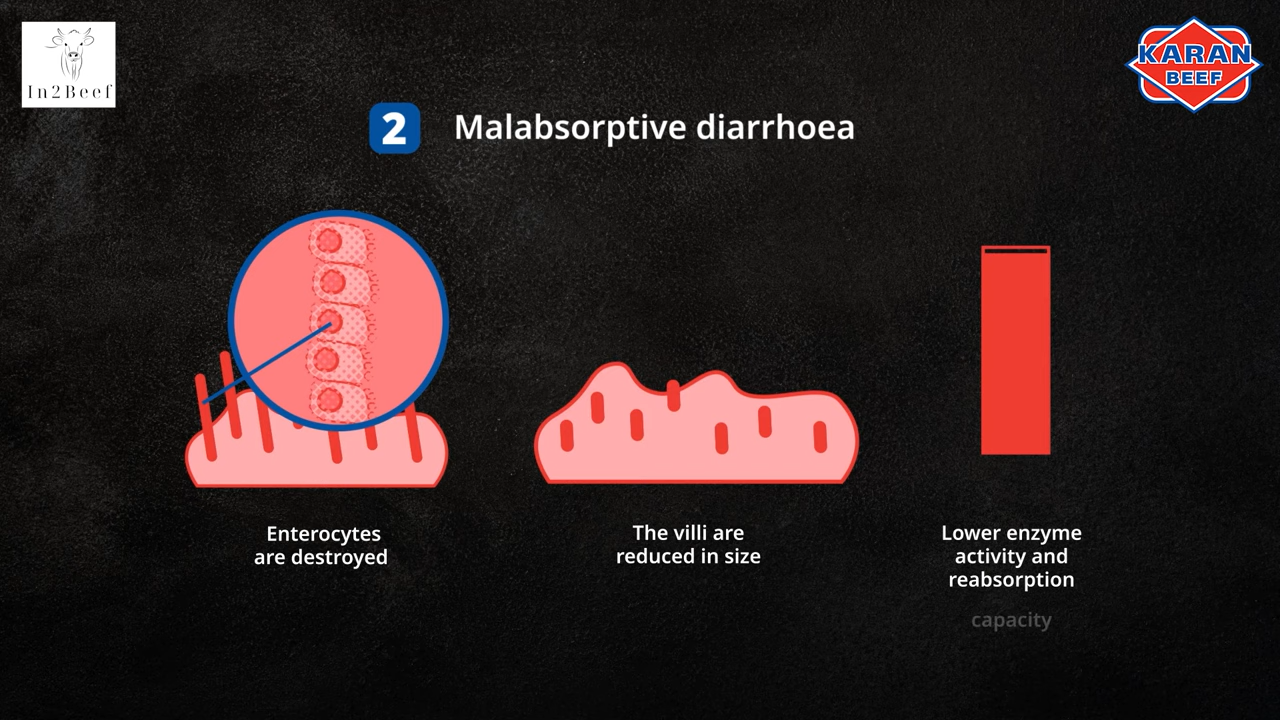 In2Beef
KARAN
BEEF
2 Malabsorptive diarrhoea
Enterocytes
are destroyed
The villi are
reduced in size
Lower enzyme
activity and
reabsorption
capacity